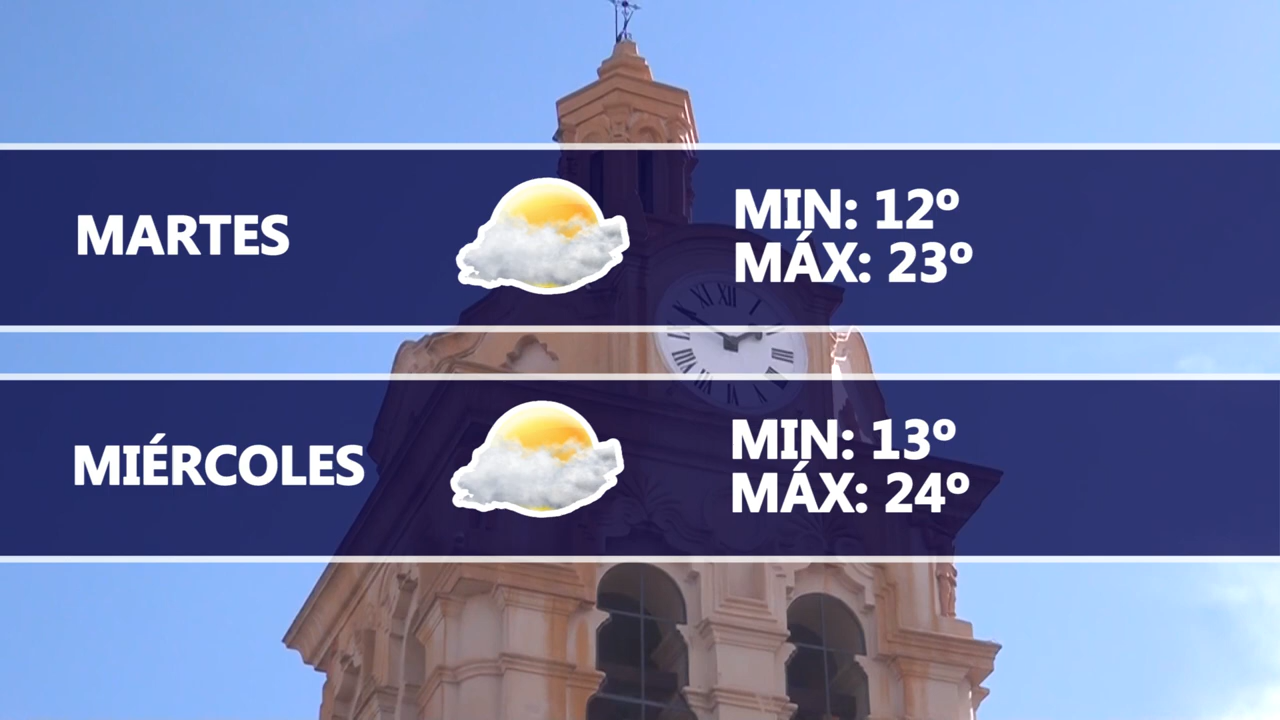 MARTES
MIN: 12º
MÁX: 23º
MIÉRCOLES
MIN: 13º
MÁX: 24º